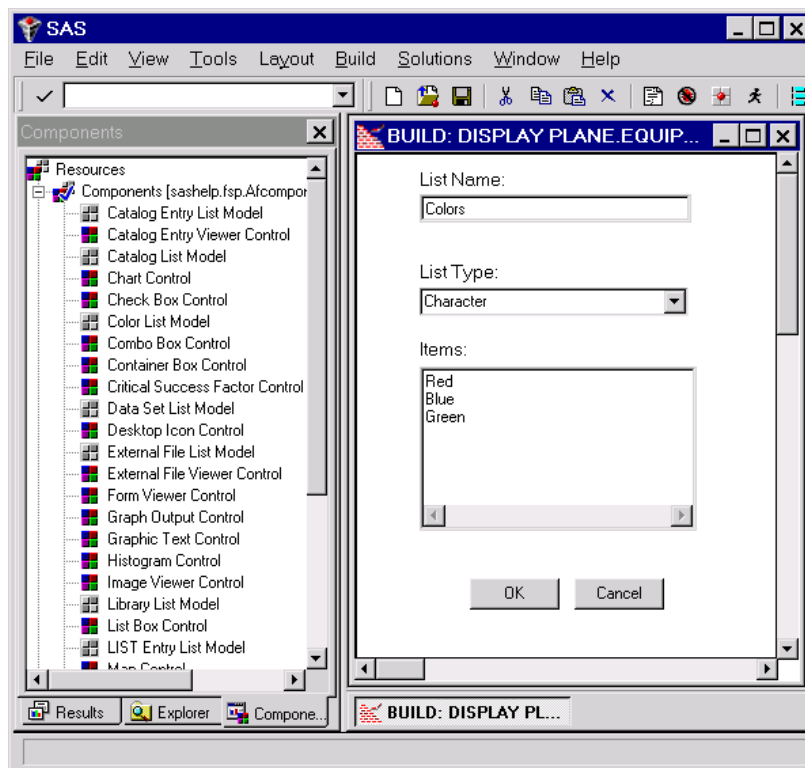 SAS
File Edit View Tools Layout Build Solutions Window Help
Components
Resources
Components [sashelp.fsp.Afcompor
Catalog Entry List Model
Catalog Entry Viewer Control
Catalog List Model
Chart Control
Check Box Control
Color List Model
Combo Box Control
Container Box Control
Critical Success Factor Control
Data Set List Model
Desktop Icon Control
External File List Model
External File Viewer Control
Form Viewer Control
Graph Output Control
Graphic Text Control
Histogram Control
Image Viewer Control
Library List Model
List Box Control
LIST Entry List Model
Map Control
Results Explorer Compone...
BUILD: DISPLAY PLANE.EQUIP...
List Name:
Colors
List Type:
Character
Items:
Red
Blue
Green
OK Cancel
BUILD: DISPLAY PL...